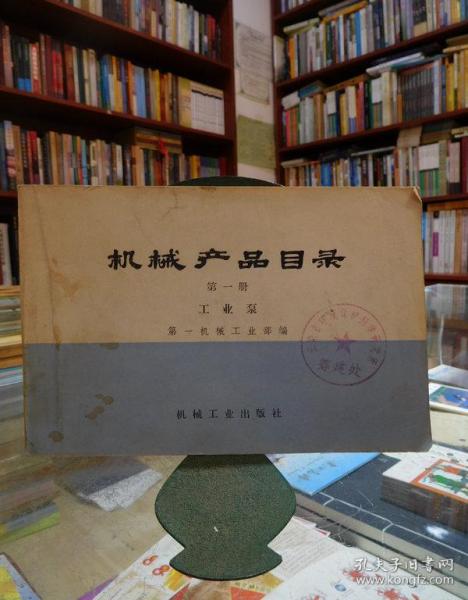 机械产品目录
第一册
工业泵
第一机械工业部编
机械工业出版社
孔夫子旧书网
www.kongfz.com